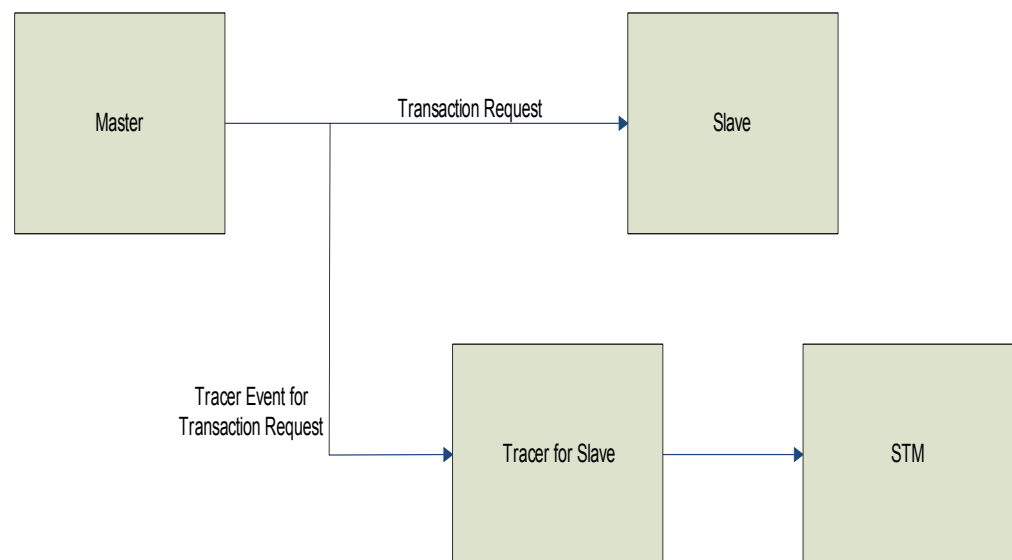 Master
Transaction Request
Slave
Tracer Event for
Transaction Request
Tracer for Slave
STM